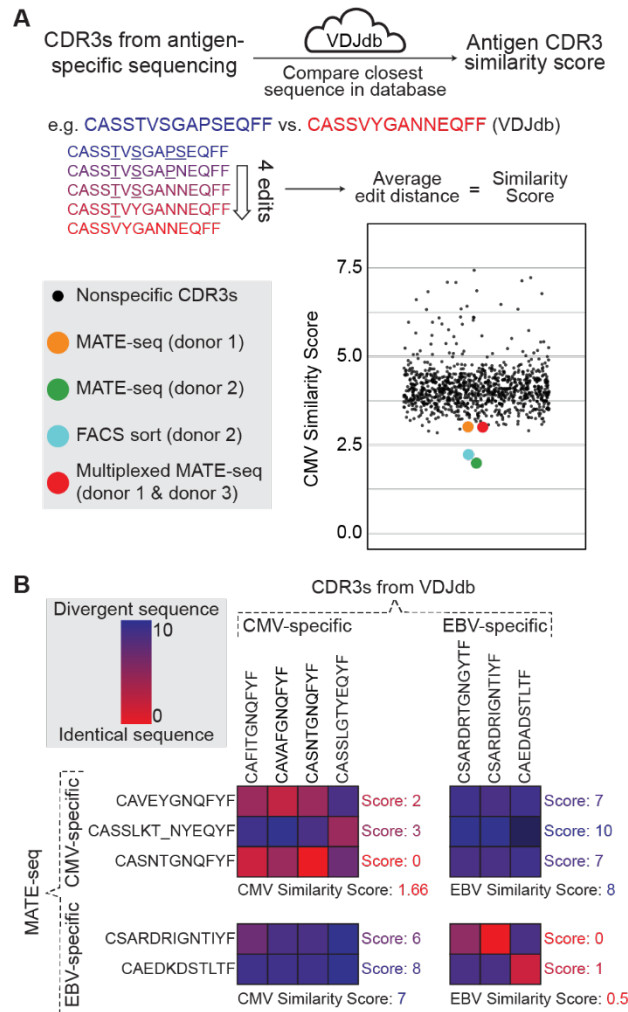 A
CDR3s from antigen-
specific sequencing
VDJdb
Compare closest
sequence in database
Antigen CDR3
similarity score
e.g. CASSTVSGAPSEQFF vs. CASSVYGANNEQFF (VDJdb)
CASSTVSGAPSEQFF
CASSTVSGAPNEQFF
CASSTVSGANNEQFF
CASSTVYGANNEQFF
CASSVYGANNEQFF
4 edits
Average
edit distance
=
Similarity
Score
Nonspecific CDR3s
MATE-seq (donor 1)
MATE-seq (donor 2)
FACS sort (donor 2)
Multiplexed MATE-seq
(donor 1 & donor 3)
CMV Similarity Score
7.5
5.0
2.5
0.0
B
CDR3s from VDJdb
Divergent sequence
10
0
Identical sequence
CMV-specific
EBV-specific
CAFITGNQFYF
CAVAFGNQFYF
CASNTGNQFYF
CASSLGTYEQYF
CSARDRTGNGYTF
CSARDRIGNTIYF
CAEDADSTLTF
MATE-seq
CMV-specific
CAVEYGNQFYF
Score: 2
Score: 7
CASSLKT_NYEQYF
Score: 3
Score: 10
CASNTGNQFYF
Score: 0
Score: 7
CMV Similarity Score: 1.66
EBV Similarity Score: 8
EBV-specific
CSARDRIGNTIYF
Score: 6
Score: 0
CAEDKDSTLTF
Score: 8
Score: 1
CMV Similarity Score: 7
EBV Similarity Score: 0.5